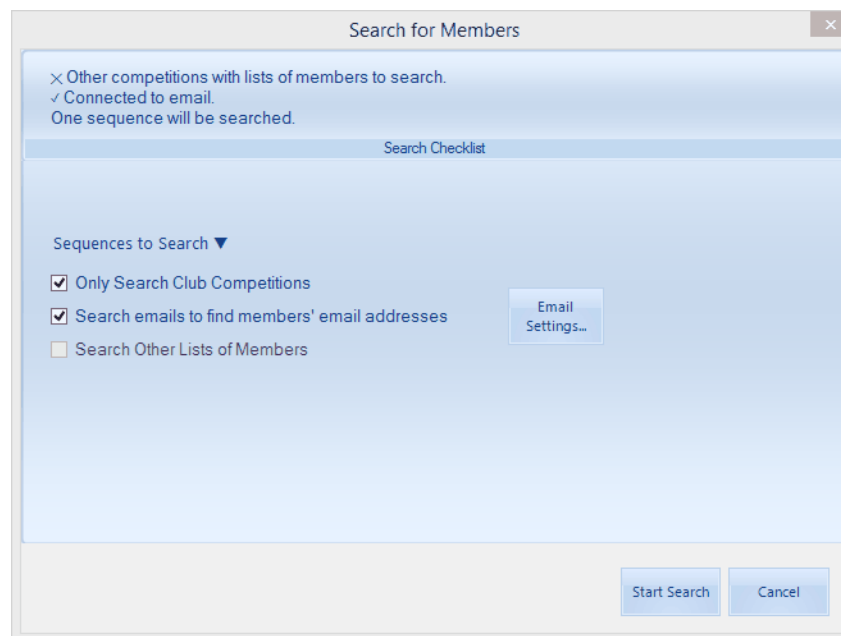 Search for Members
× Other competitions with lists of members to search.
✓ Connected to email.
One sequence will be searched.
Search Checklist
Sequences to Search ▼
Only Search Club Competitions
Search emails to find members' email addresses
Email
Settings...
Search Other Lists of Members
Start Search
Cancel